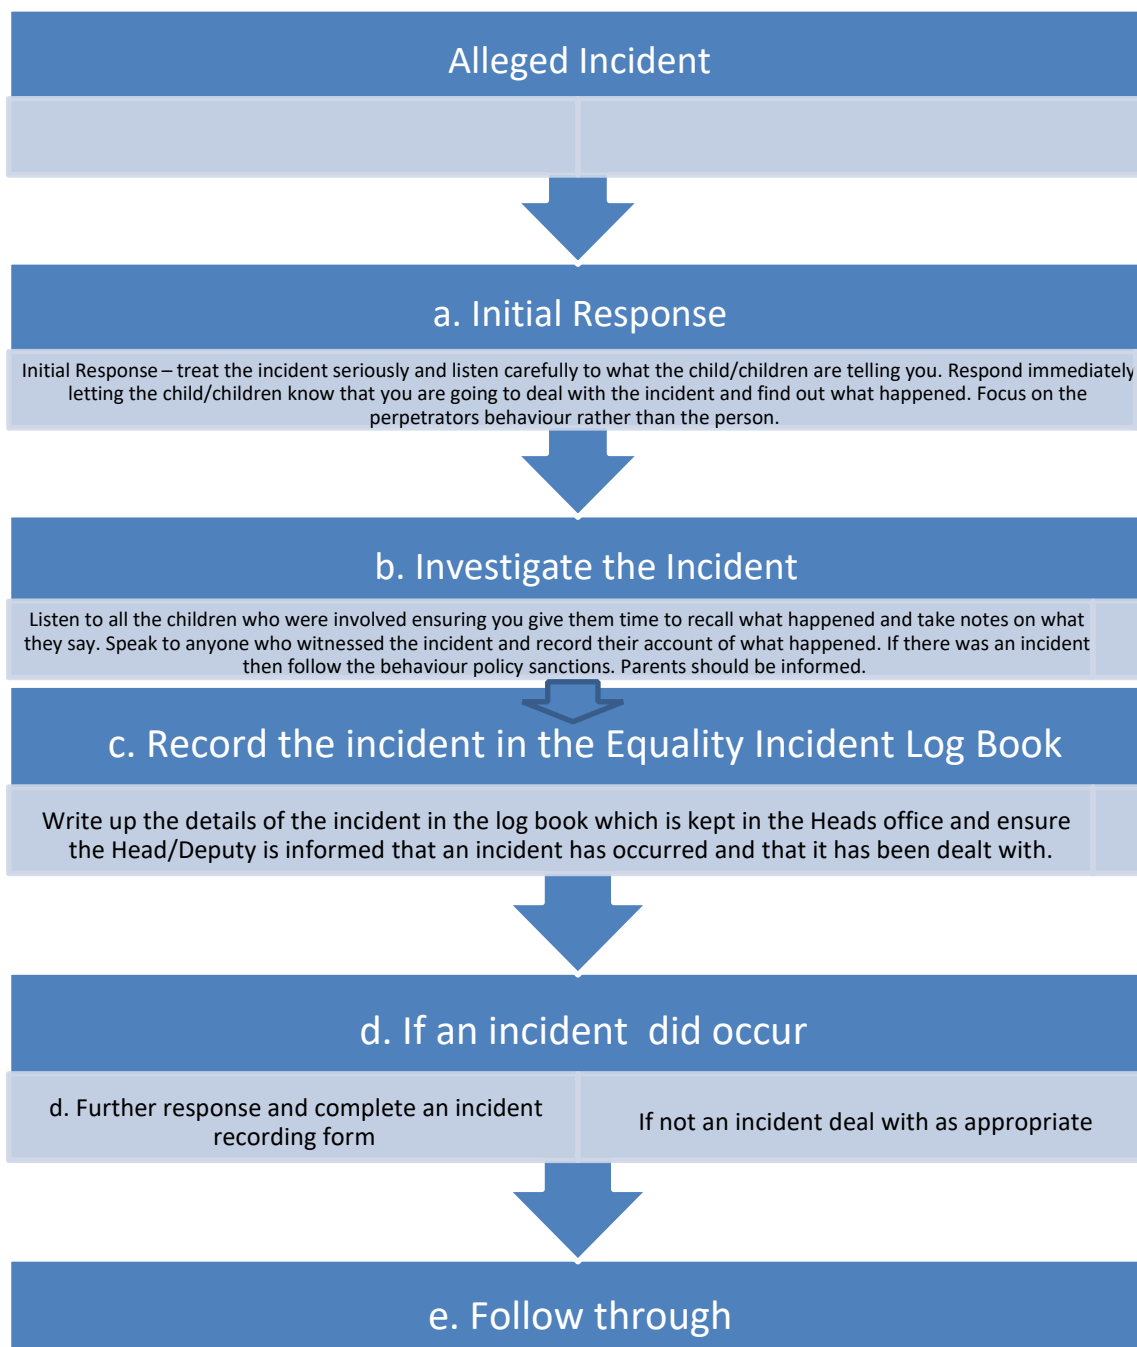 Alleged Incident
a. Initial Response
Initial Response – treat the incident seriously and listen carefully to what the child/children are telling you. Respond immediately
letting the child/children know that you are going to deal with the incident and find out what happened. Focus on the
perpetrators behaviour rather than the person.
b. Investigate the Incident
Listen to all the children who were involved ensuring you give them time to recall what happened and take notes on what
they say. Speak to anyone who witnessed the incident and record their account of what happened. If there was an incident
then follow the behaviour policy sanctions. Parents should be informed.
c. Record the incident in the Equality Incident Log Book
Write up the details of the incident in the log book which is kept in the Heads office and ensure
the Head/Deputy is informed that an incident has occurred and that it has been dealt with.
d. If an incident  did occur
d. Further response and complete an incident
recording form
If not an incident deal with as appropriate
e. Follow through